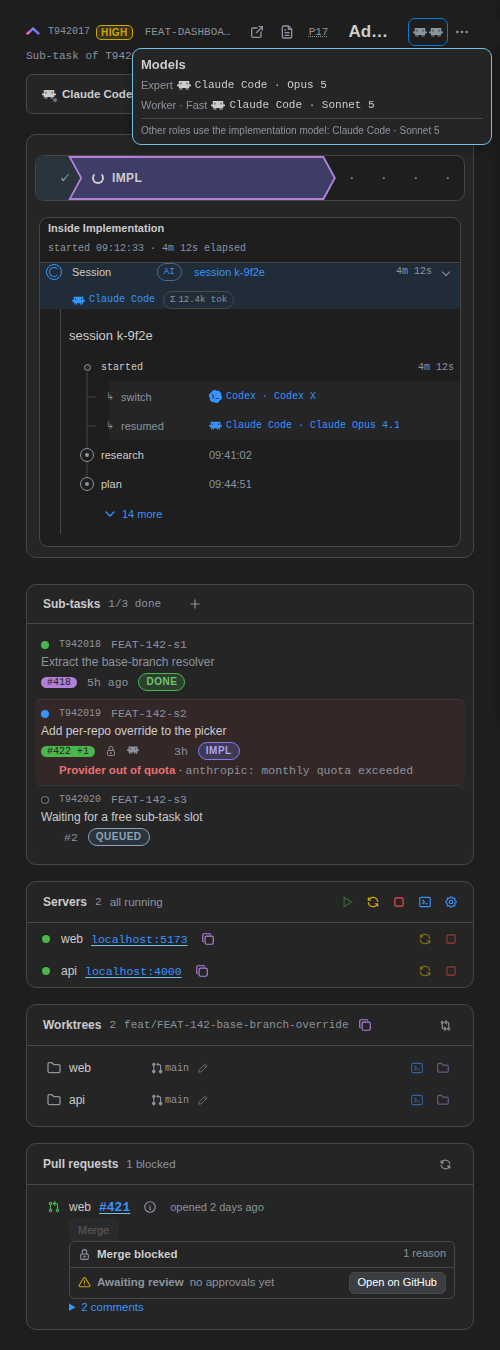 T942017 HIGH FEAT-DASHBOA… P17 Ad… ···
Sub-task of T942
Models
Expert Claude Code · Opus 5
Worker · Fast Claude Code · Sonnet 5
Other roles use the implementation model: Claude Code · Sonnet 5
Claude Code
✓ IMPL
Inside Implementation
started 09:12:33 · 4m 12s elapsed
Session AI session k-9f2e 4m 12s
Claude Code Σ 12.4k tok
session k-9f2e
started 4m 12s
↳ switch Codex · Codex X
↳ resumed Claude Code · Claude Opus 4.1
research 09:41:02
plan 09:44:51
14 more
Sub-tasks 1/3 done +
T942018 FEAT-142-s1
Extract the base-branch resolver
#418 5h ago DONE
T942019 FEAT-142-s2
Add per-repo override to the picker
#422 +1 3h IMPL
Provider out of quota · anthropic: monthly quota exceeded
T942020 FEAT-142-s3
Waiting for a free sub-task slot
#2 QUEUED
Servers 2 all running
web localhost:5173
api localhost:4000
Worktrees 2 feat/FEAT-142-base-branch-override
web main
api main
Pull requests 1 blocked
web #421 opened 2 days ago
Merge
Merge blocked 1 reason
Awaiting review no approvals yet Open on GitHub
2 comments